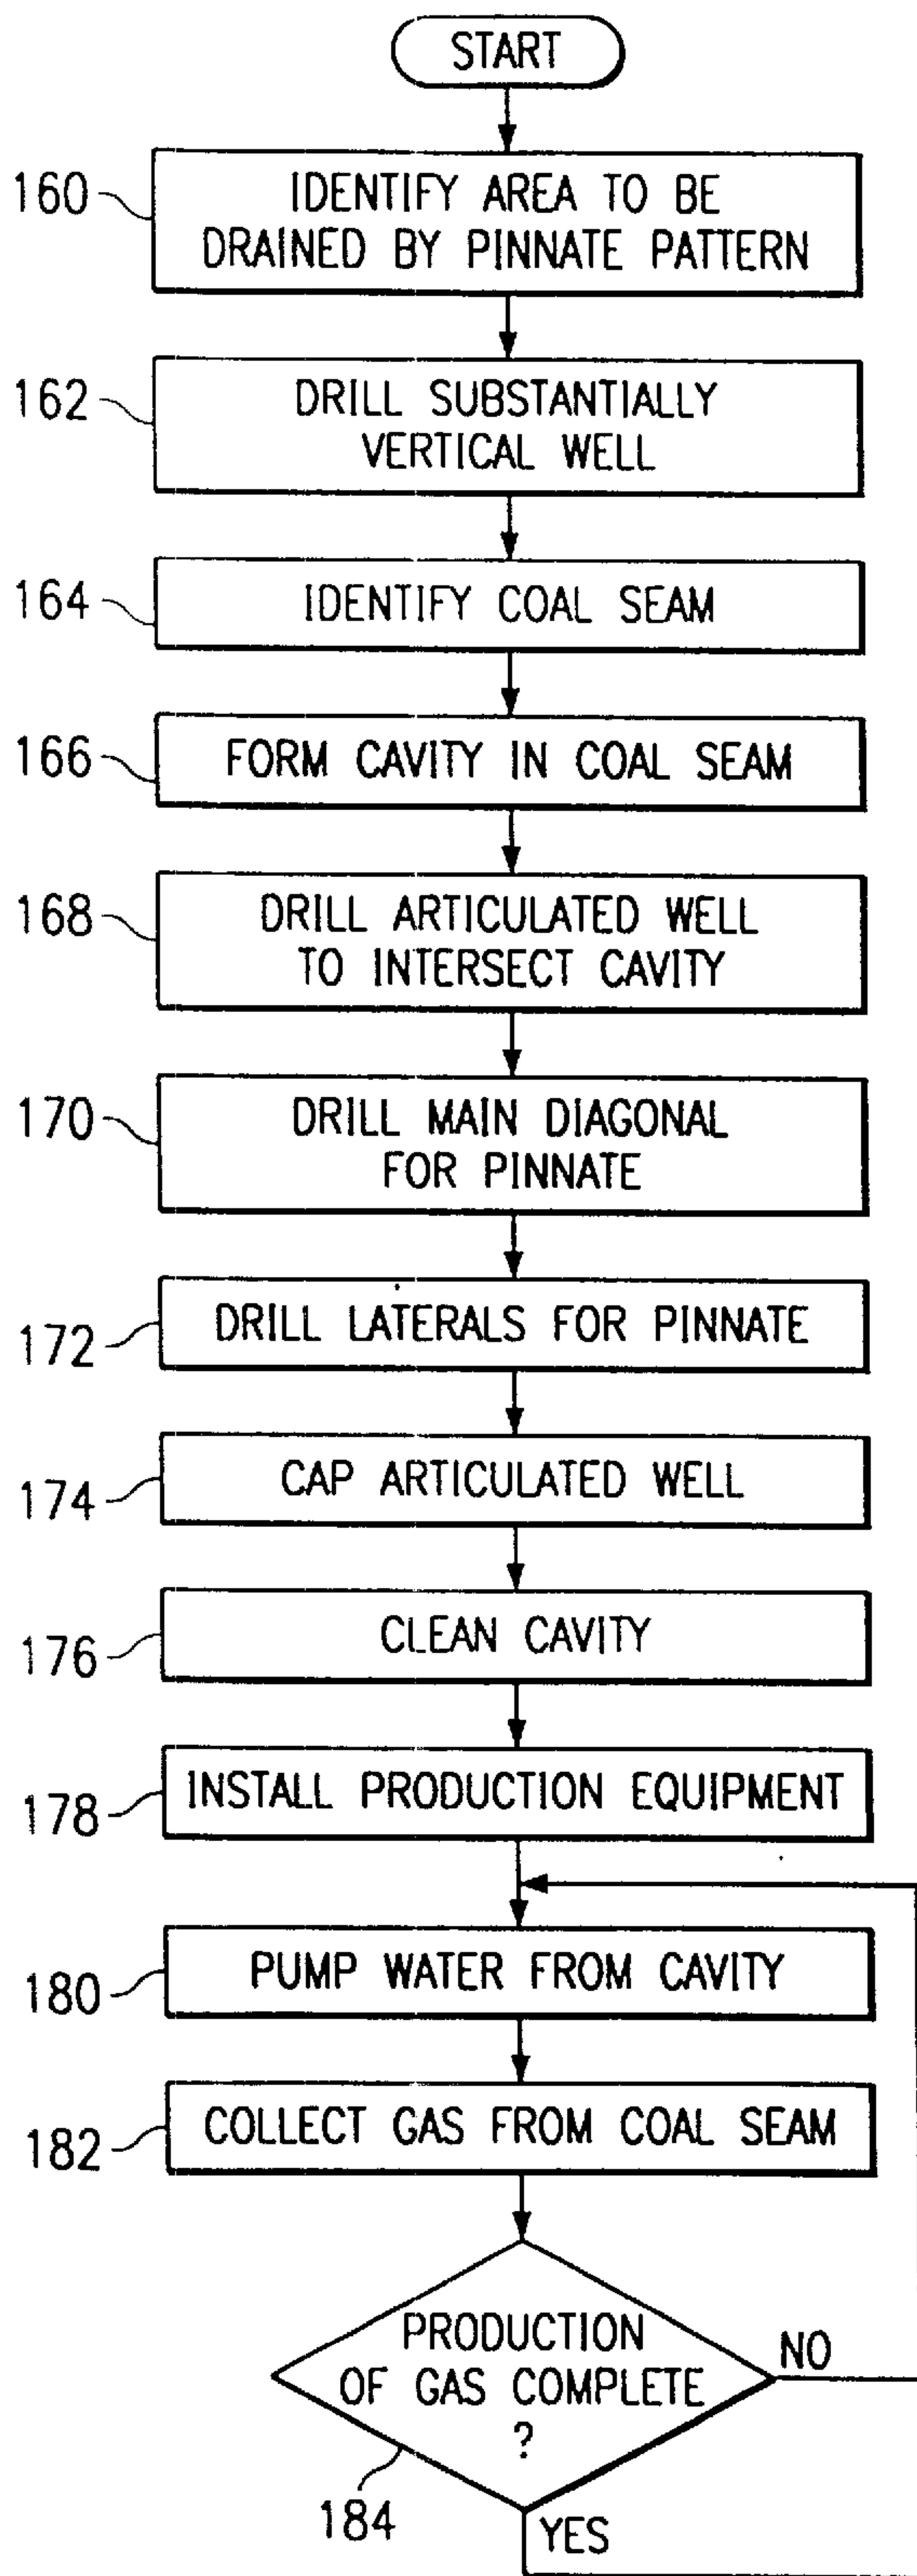 START
160
IDENTIFY AREA TO BE
DRAINED BY PINNATE PATTERN
162
DRILL SUBSTANTIALLY
VERTICAL WELL
164
IDENTIFY COAL SEAM
166
FORM CAVITY IN COAL SEAM
168
DRILL ARTICULATED WELL
TO INTERSECT CAVITY
170
DRILL MAIN DIAGONAL
FOR PINNATE
172
DRILL LATERALS FOR PINNATE
174
CAP ARTICULATED WELL
176
CLEAN CAVITY
178
INSTALL PRODUCTION EQUIPMENT
180
PUMP WATER FROM CAVITY
182
COLLECT GAS FROM COAL SEAM
PRODUCTION
OF GAS COMPLETE
?
NO
184
YES